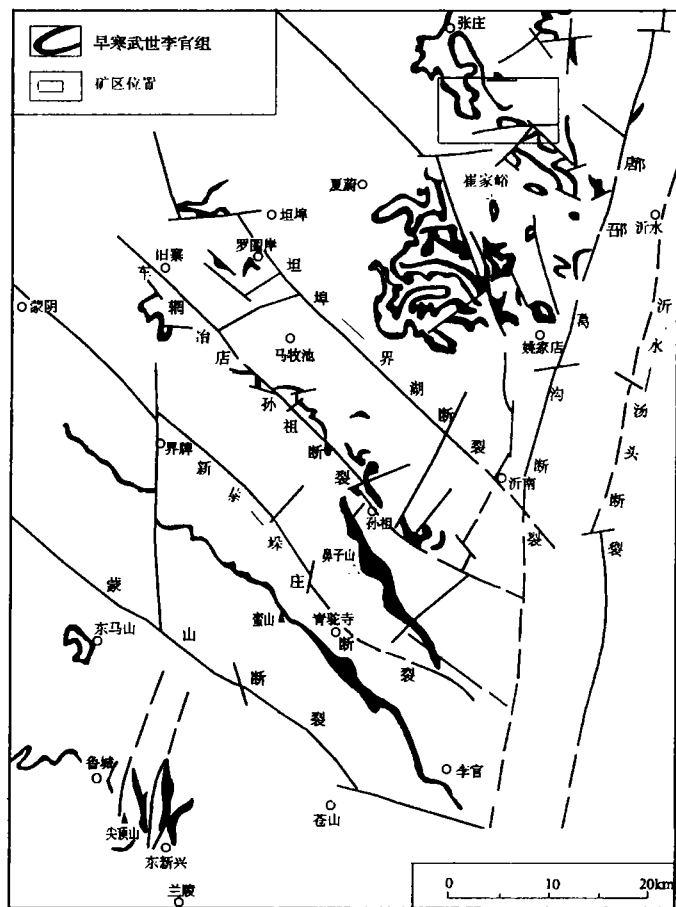 早寒武世李官组
矿区位置
张庄
夏蔚
崔家峪
坦埠
沂水
罗圈岸
旧寨
蒙阴
马牧池
姚家店
车辋冶店孙祖断裂
坦埠界湖断裂
鄌郚葛沟断裂
沂水汤头断裂
界牌
沂南
新泰垛庄断裂
孙祖
鼻子山
蒙山断裂
蜜山
青驼寺
东马山
鲁城
李官
苍山
尖顶山
东新兴
兰陵
0 10 20km